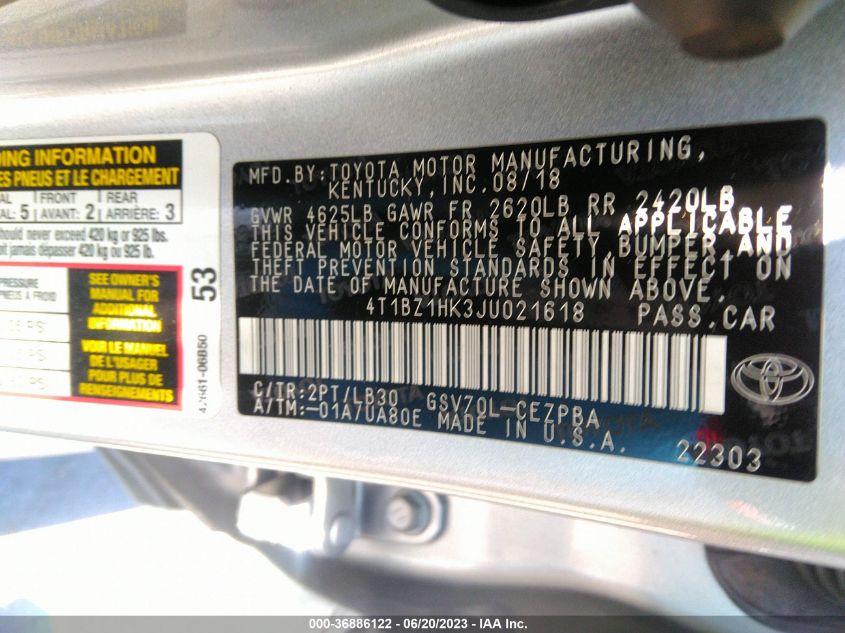 DING INFORMATION
ES PNEUS ET LE CHARGEMENT
FRONT REAR
AL: 5 AVANT: 2 ARRIÈRE: 3
hould never exceed 420 kg or 925 lbs.
oit jamais dépasser 420 kg ou 925 lb.
PRESSURE
PNEUS À FROID
SEE OWNER'S
MANUAL FOR
ADDITIONAL
INFORMATION
VOIR LE MANUEL
DE L'USAGER
POUR PLUS DE
RENSEIGNEMENTS
53
42661-06B50
MFD.BY:TOYOTA MOTOR MANUFACTURING,
KENTUCKY, INC.08/18
GVWR 4625LB GAWR FR 2620LB RR 2420LB
THIS VEHICLE CONFORMS TO ALL APPLICABLE
FEDERAL MOTOR VEHICLE SAFETY,BUMPER,AND
THEFT PREVENTION STANDARDS IN EFFECT ON
THE DATE OF MANUFACTURE SHOWN ABOVE.
4T1BZ1HK3JU021618 PASS.CAR
C/TR:2PT/LB30 GSV70L-CEZPBA
A/TM:-01A/UA80E MADE IN U.S.A.
22303
000-36886122 - 06/20/2023 - IAA Inc.